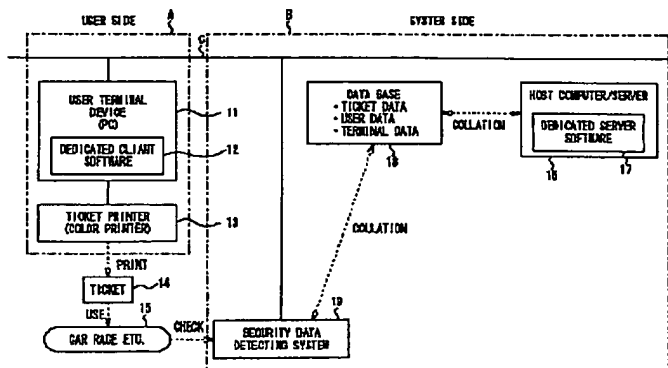 USER SIDE
A
B
SYSTEM SIDE
C
USER TERMINAL
DEVICE
(PC)
11
DEDICATED CLIANT
SOFTWARE
12
TICKET PRINTER
(COLOR PRINTER)
13
PRINT
TICKET
14
USE
15
CAR RACE ETC.
CHECK
DATA BASE
• TICKET DATA
• USER DATA
• TERMINAL DATA
18
COLLATION
HOST COMPUTER/SERVER
DEDICATED SERVER
SOFTWARE
16
17
COLLATION
19
SECURITY DATA
DETECTING SYSTEM